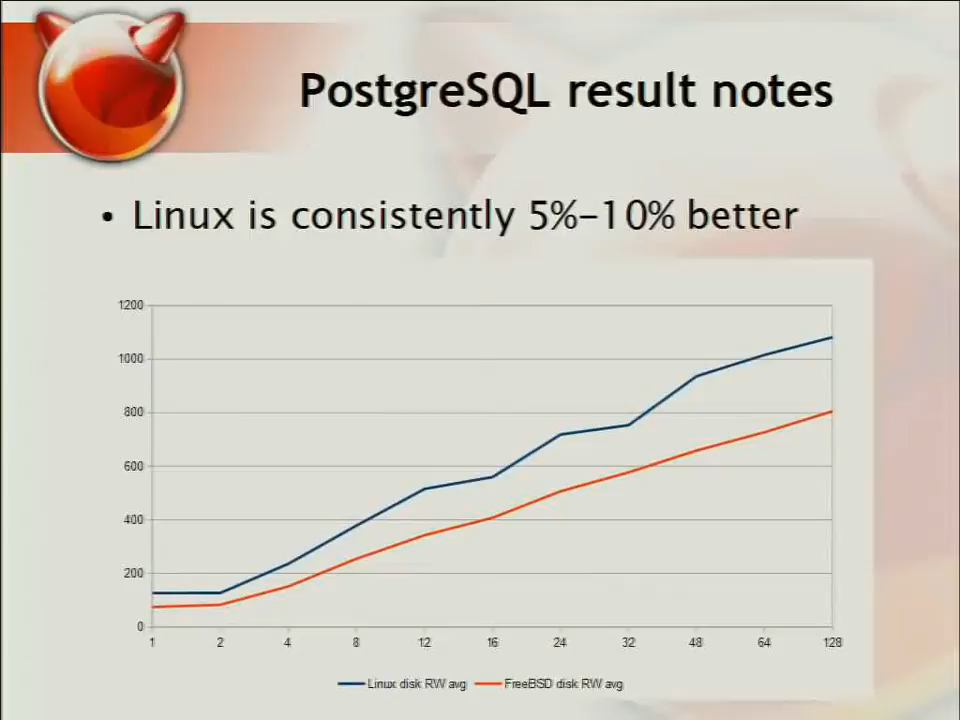 PostgreSQL result notes
• Linux is consistently 5%-10% better
1200
1000
800
600
400
200
0
1 2 4 8 12 16 24 32 48 64 128
Linux disk RW avg FreeBSD disk RW avg